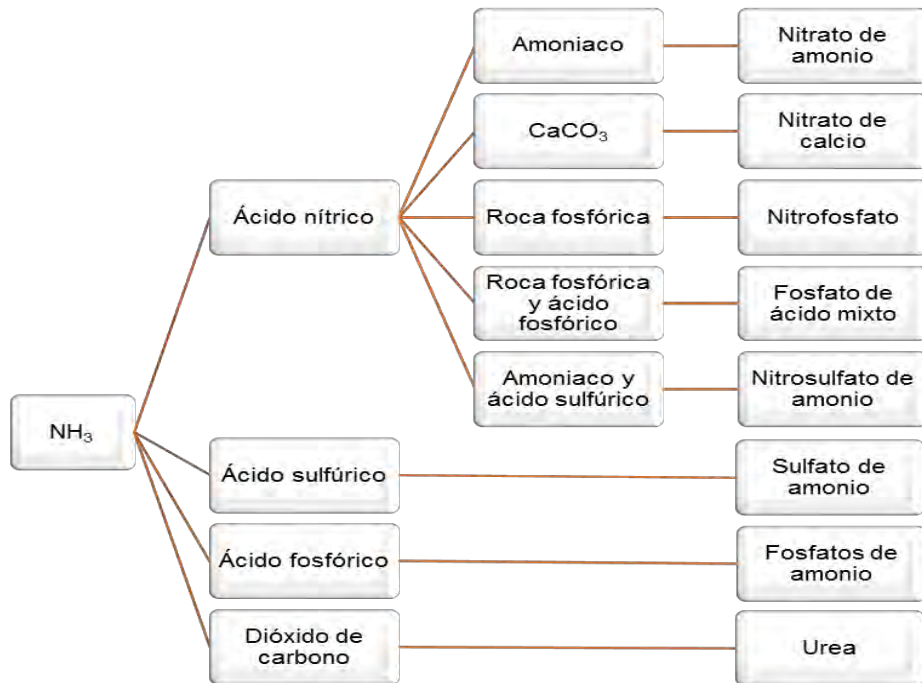 Amoniaco
Nitrato de
amonio
CaCO₃
Nitrato de
calcio
Ácido nítrico
Roca fosfórica
Nitrofosfato
Roca fosfórica
y ácido
fosfórico
Fosfato de
ácido mixto
Amoniaco y
ácido sulfúrico
Nitrosulfato de
amonio
NH₃
Ácido sulfúrico
Sulfato de
amonio
Ácido fosfórico
Fosfatos de
amonio
Dióxido de
carbono
Urea